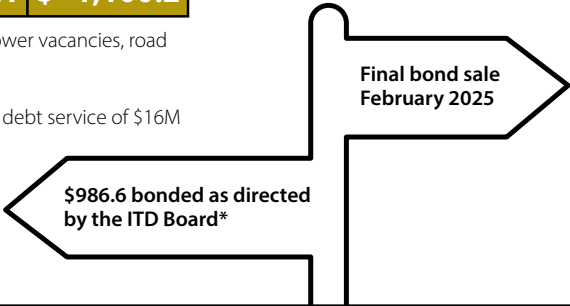 ower vacancies, road
debt service of $16M
Final bond sale
February 2025
$986.6 bonded as directed
by the ITD Board*